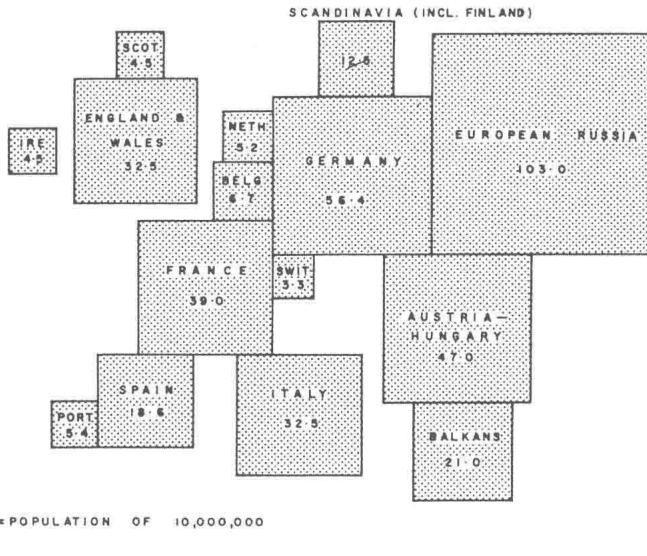 SCANDINAVIA (INCL. FINLAND)
12·5
SCOT
4·5
ENGLAND &
WALES
32·5
IRE
4·5
NETH
5·2
BELG
6·7
GERMANY
56·4
EUROPEAN RUSSIA
103·0
FRANCE
39·0
SWIT
3·3
AUSTRIA—
HUNGARY
47·0
SPAIN
18·6
PORT
5·4
ITALY
32·5
BALKANS
21·0
=POPULATION OF 10,000,000